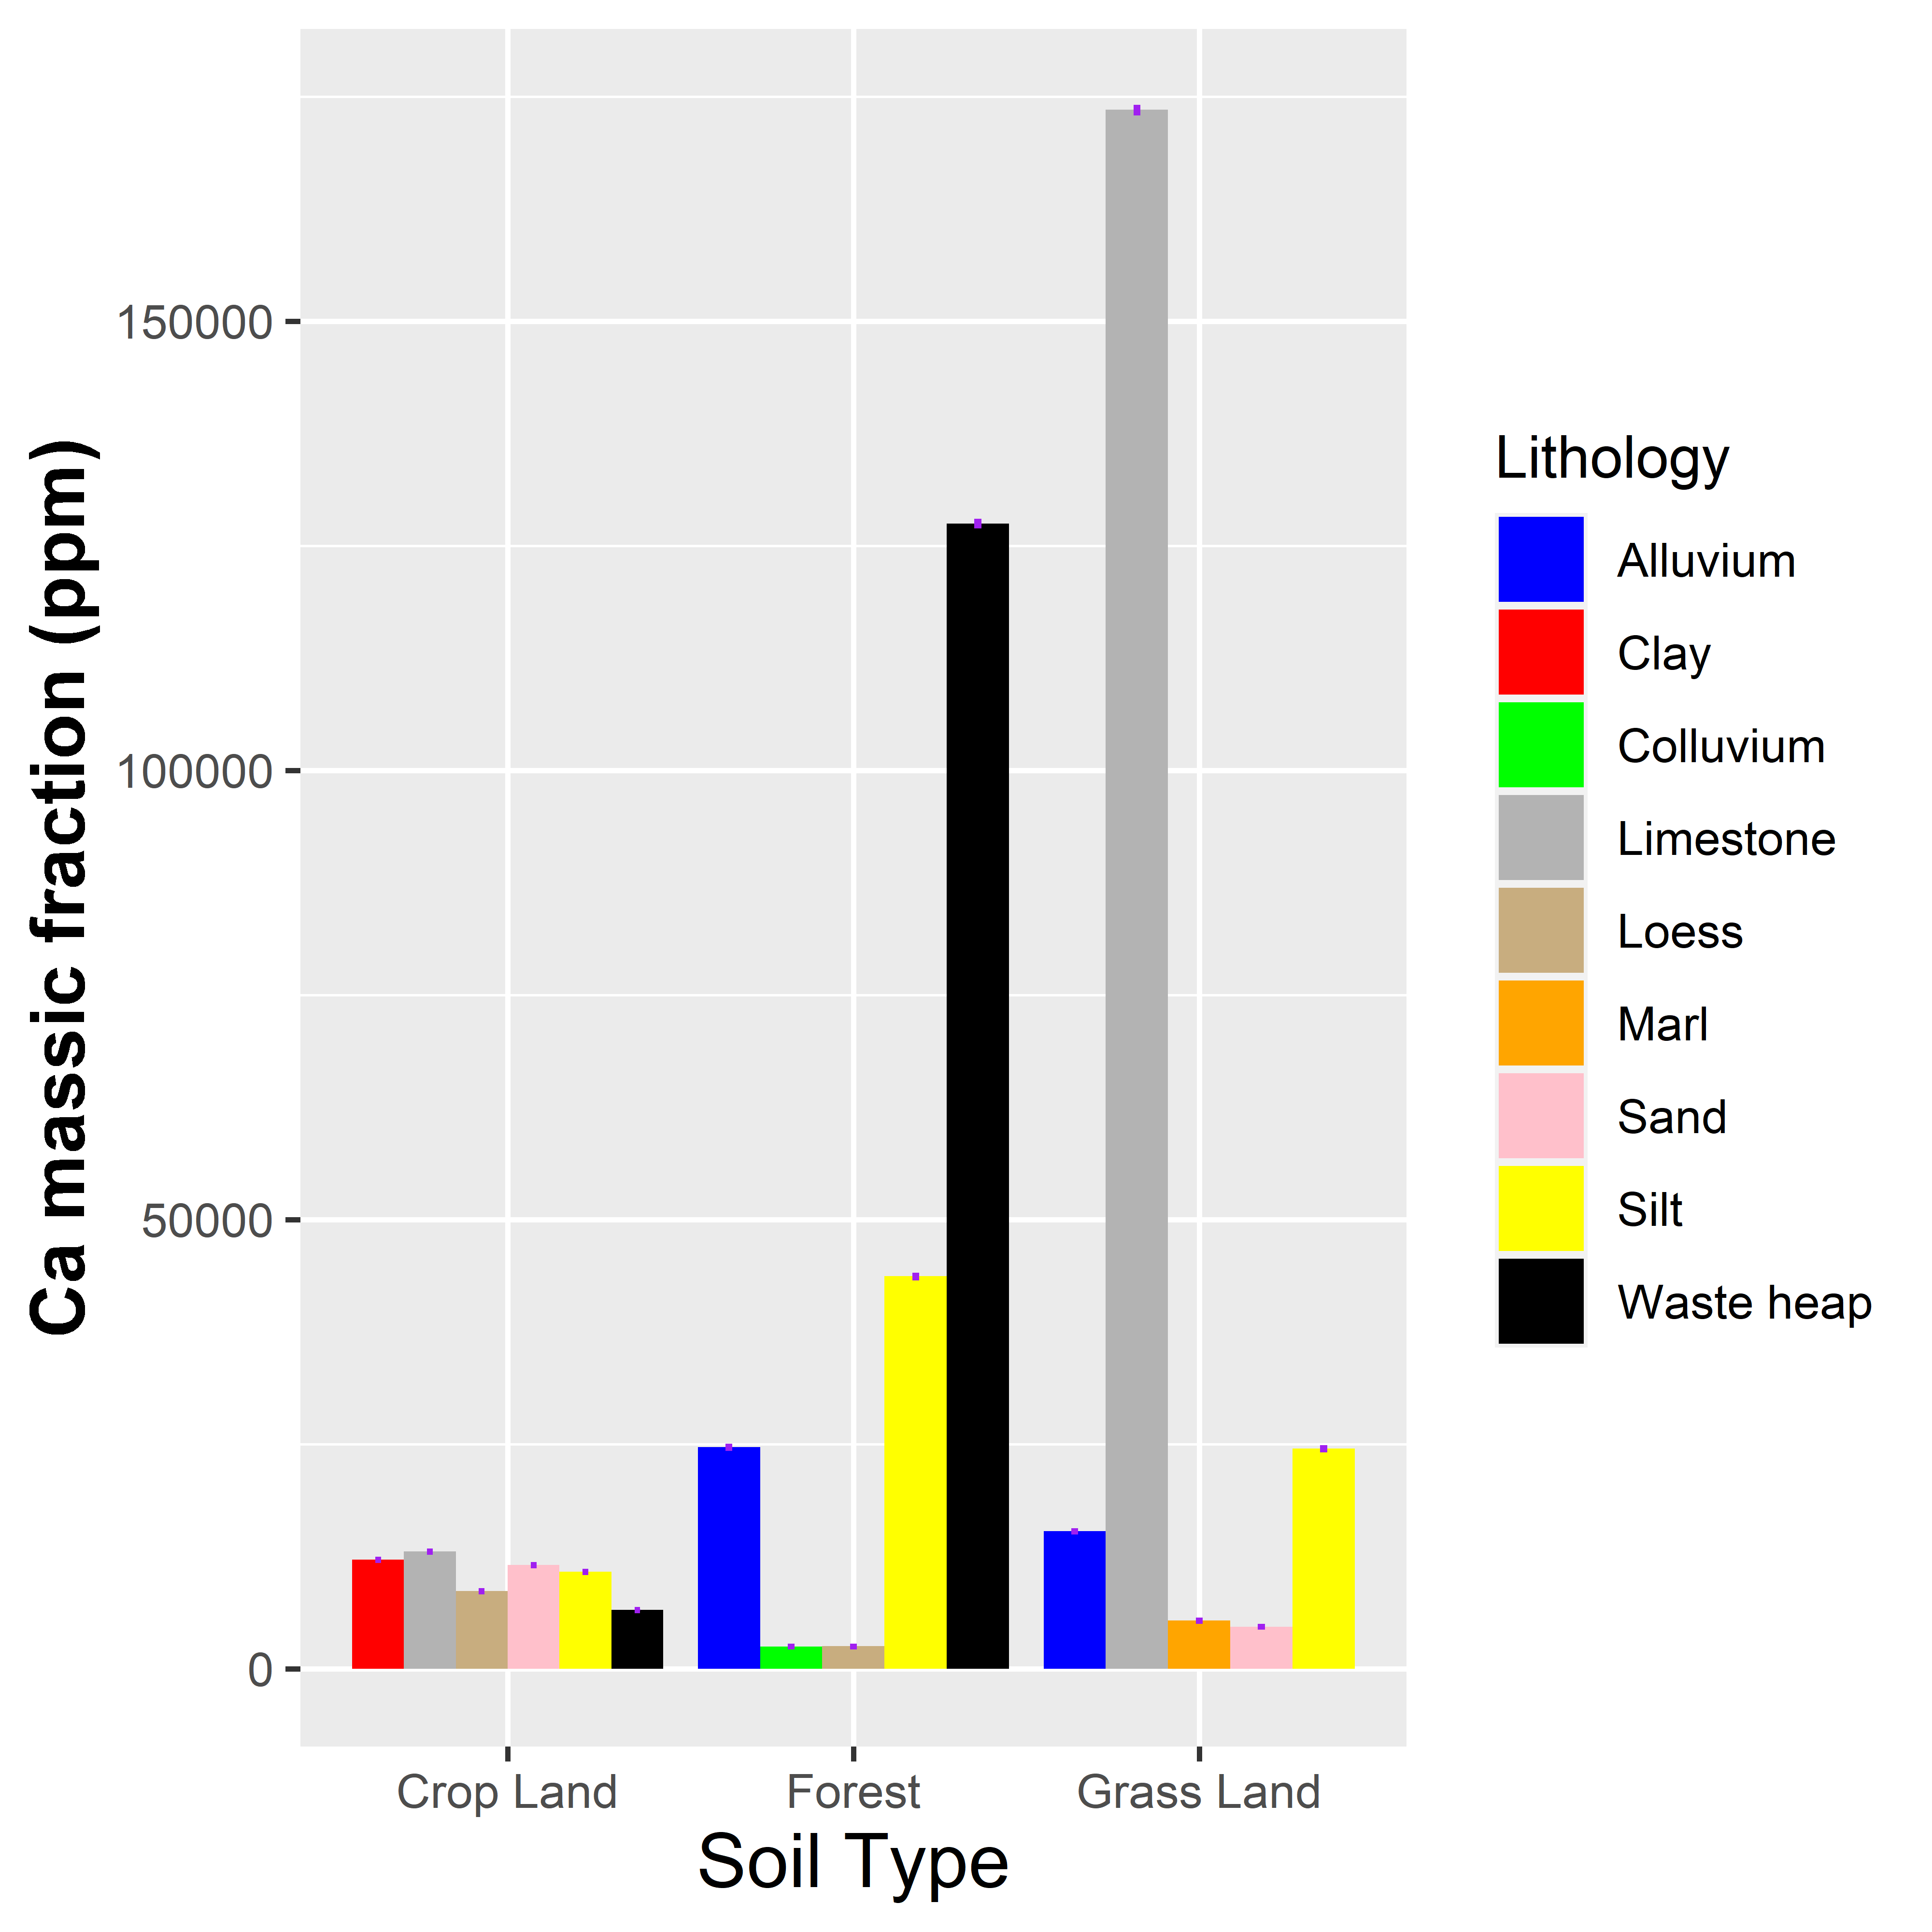 Ca massic fraction (ppm)
150000
100000
50000
0
Crop Land
Forest
Grass Land
Soil Type
Lithology
Alluvium
Clay
Colluvium
Limestone
Loess
Marl
Sand
Silt
Waste heap